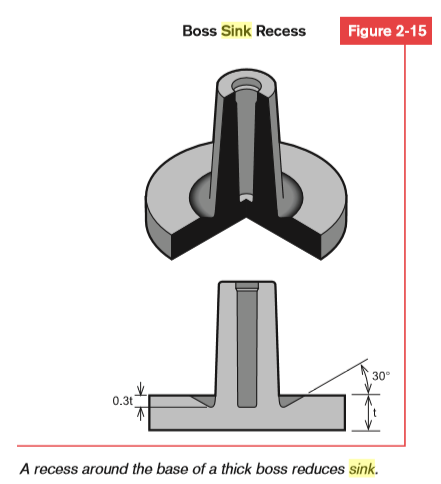 Boss Sink Recess
Figure 2-15
30°
0.3t
t
A recess around the base of a thick boss reduces sink.